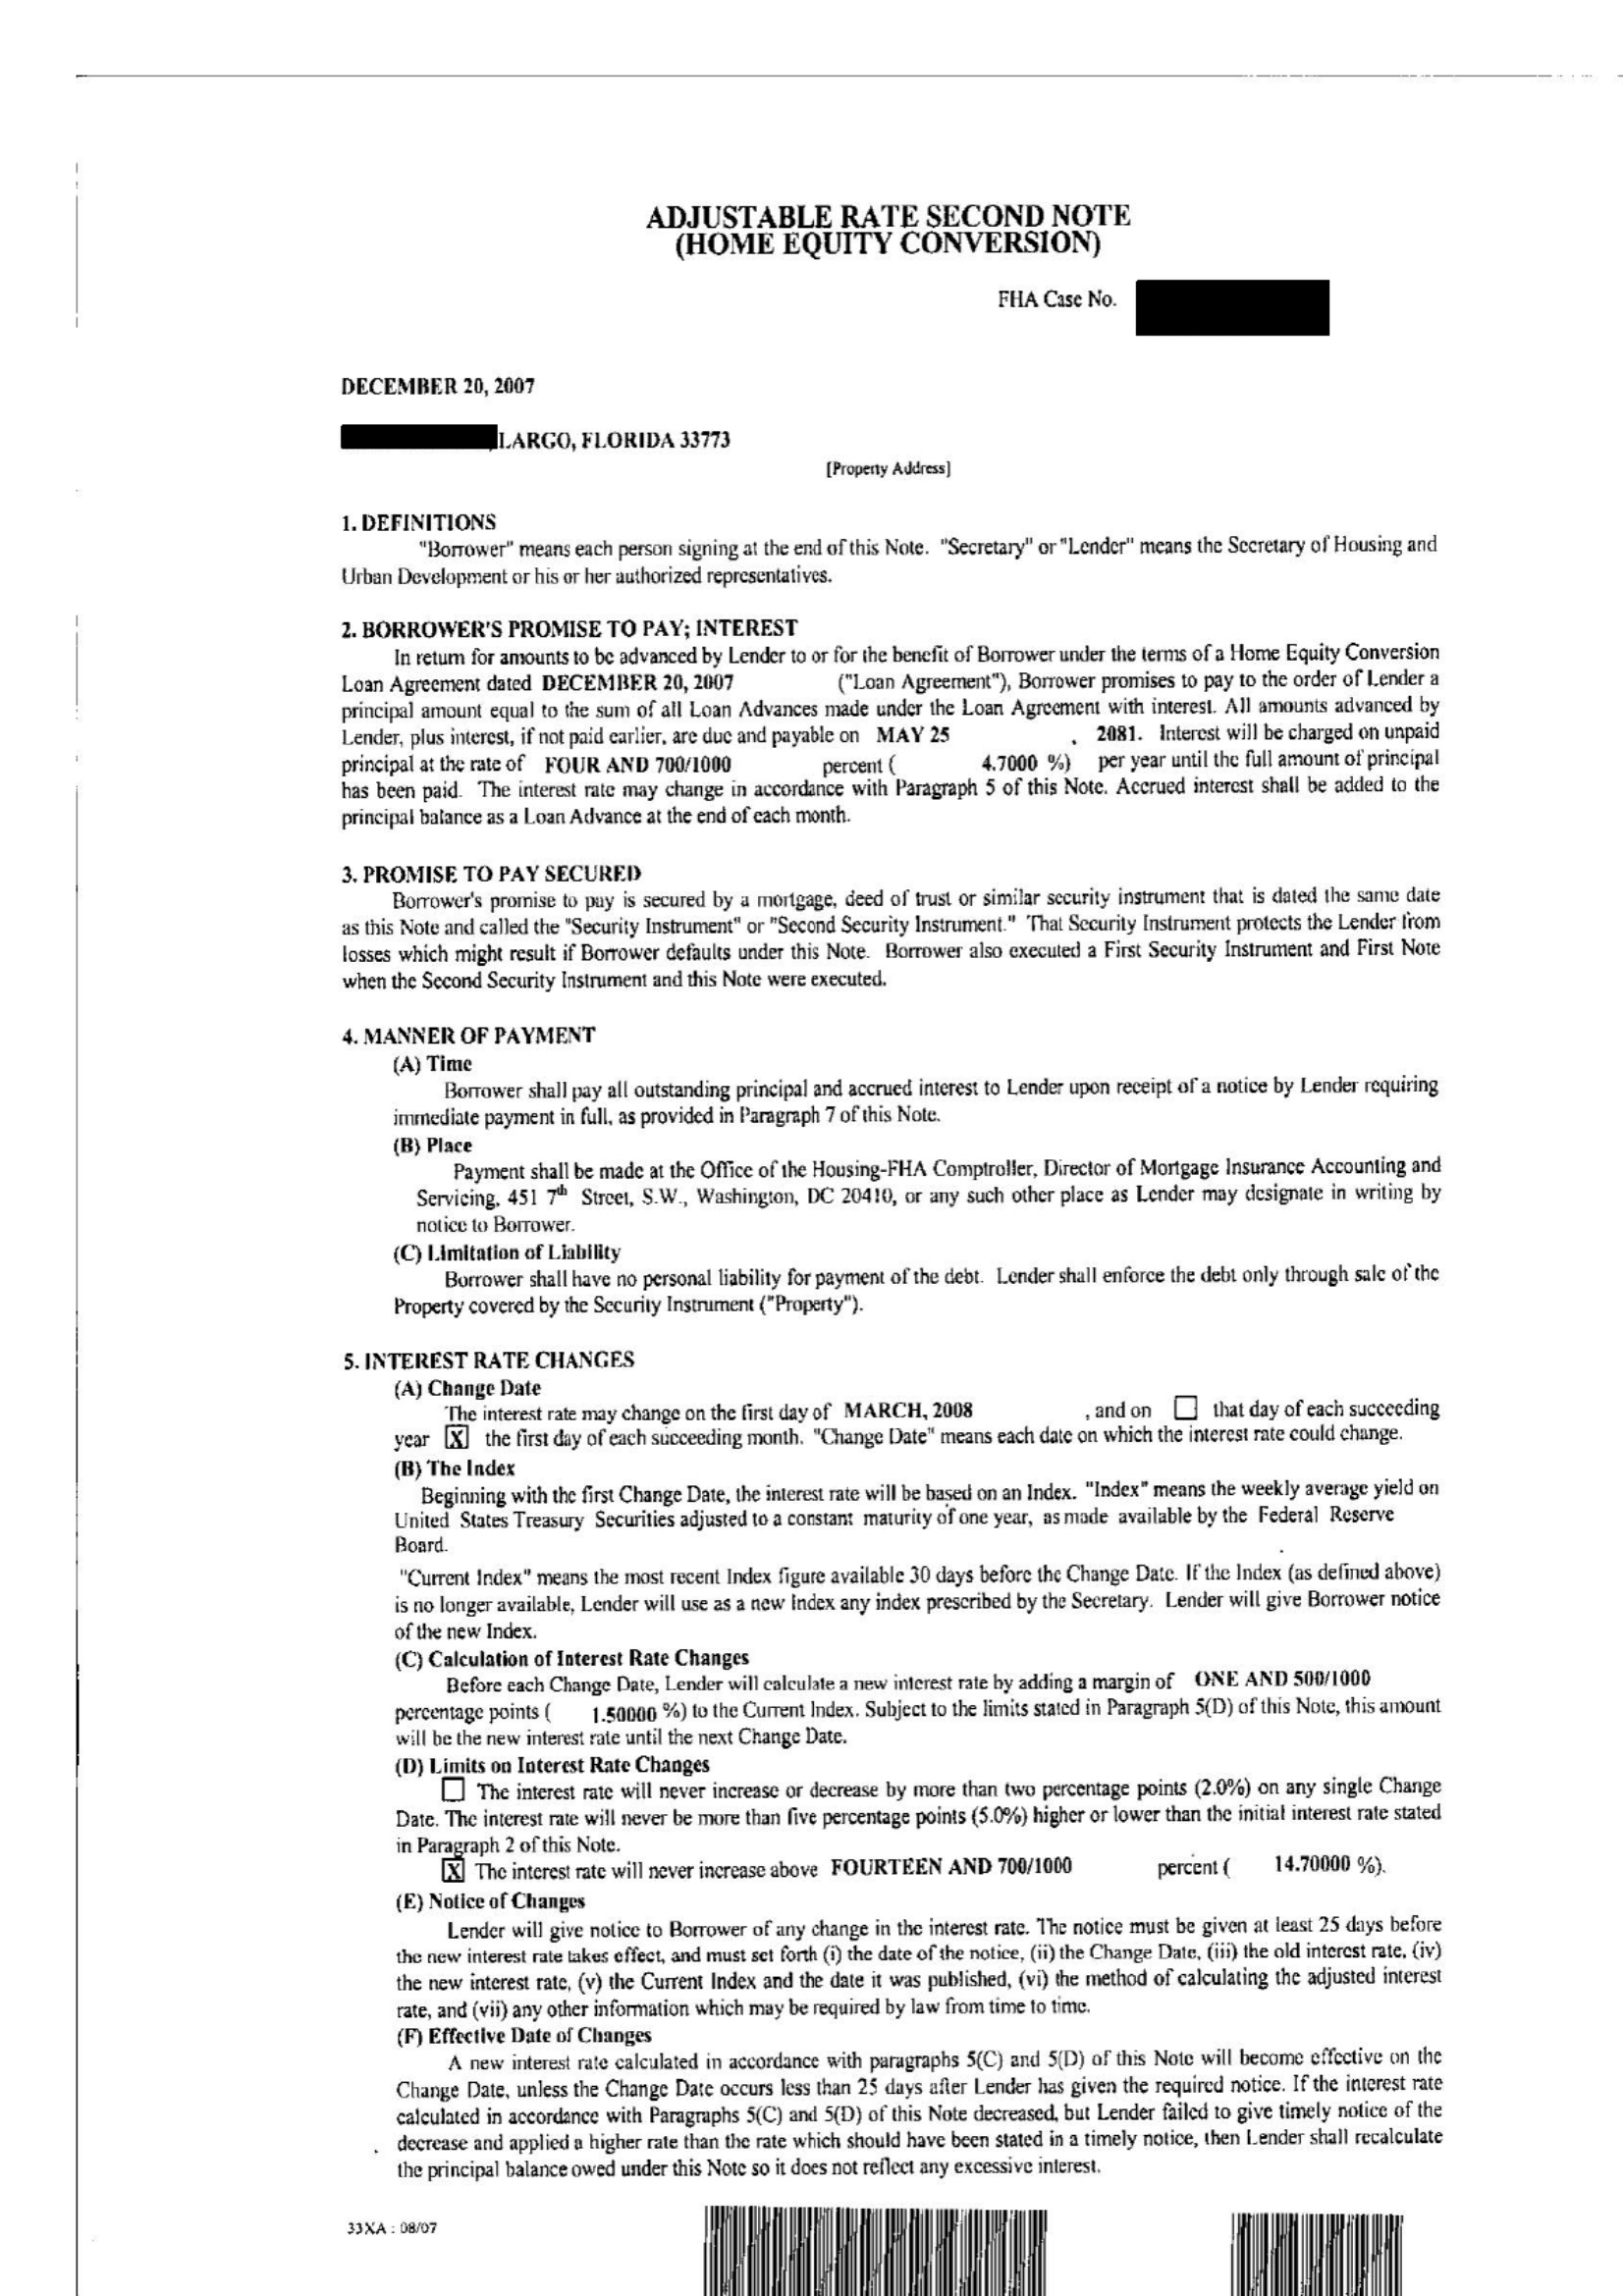 ADJUSTABLE RATE SECOND NOTE
(HOME EQUITY CONVERSION)
FHA Case No.
DECEMBER 20, 2007
LARGO, FLORIDA 33773
[Property Address]
1. DEFINITIONS
"Borrower" means each person signing at the end of this Note. "Secretary" or "Lender" means the Secretary of Housing and
Urban Development or his or her authorized representatives.
2. BORROWER'S PROMISE TO PAY; INTEREST
In return for amounts to be advanced by Lender to or for the benefit of Borrower under the terms of a Home Equity Conversion
Loan Agreement dated DECEMBER 20, 2007 ("Loan Agreement"), Borrower promises to pay to the order of Lender a
principal amount equal to the sum of all Loan Advances made under the Loan Agreement with interest. All amounts advanced by
Lender, plus interest, if not paid earlier, are due and payable on MAY 25 , 2081. Interest will be charged on unpaid
principal at the rate of FOUR AND 700/1000 percent ( 4.7000 %) per year until the full amount of principal
has been paid. The interest rate may change in accordance with Paragraph 5 of this Note. Accrued interest shall be added to the
principal balance as a Loan Advance at the end of each month.
3. PROMISE TO PAY SECURED
Borrower's promise to pay is secured by a mortgage, deed of trust or similar security instrument that is dated the same date
as this Note and called the "Security Instrument" or "Second Security Instrument." That Security Instrument protects the Lender from
losses which might result if Borrower defaults under this Note. Borrower also executed a First Security Instrument and First Note
when the Second Security Instrument and this Note were executed.
4. MANNER OF PAYMENT
(A) Time
Borrower shall pay all outstanding principal and accrued interest to Lender upon receipt of a notice by Lender requiring
immediate payment in full, as provided in Paragraph 7 of this Note.
(B) Place
Payment shall be made at the Office of the Housing-FHA Comptroller, Director of Mortgage Insurance Accounting and
Servicing, 451 7th Street, S.W., Washington, DC 20410, or any such other place as Lender may designate in writing by
notice to Borrower.
(C) Limitation of Liability
Borrower shall have no personal liability for payment of the debt. Lender shall enforce the debt only through sale of the
Property covered by the Security Instrument ("Property").
5. INTEREST RATE CHANGES
(A) Change Date
The interest rate may change on the first day of MARCH, 2008 , and on ☐ that day of each succeeding
year [X] the first day of each succeeding month. "Change Date" means each date on which the interest rate could change.
(B) The Index
Beginning with the first Change Date, the interest rate will be based on an Index. "Index" means the weekly average yield on
United States Treasury Securities adjusted to a constant maturity of one year, as made available by the Federal Reserve
Board.
"Current Index" means the most recent Index figure available 30 days before the Change Date. If the Index (as defined above)
is no longer available, Lender will use as a new Index any index prescribed by the Secretary. Lender will give Borrower notice
of the new Index.
(C) Calculation of Interest Rate Changes
Before each Change Date, Lender will calculate a new interest rate by adding a margin of ONE AND 500/1000
percentage points ( 1.50000 %) to the Current Index. Subject to the limits stated in Paragraph 5(D) of this Note, this amount
will be the new interest rate until the next Change Date.
(D) Limits on Interest Rate Changes
☐ The interest rate will never increase or decrease by more than two percentage points (2.0%) on any single Change
Date. The interest rate will never be more than five percentage points (5.0%) higher or lower than the initial interest rate stated
in Paragraph 2 of this Note.
[X] The interest rate will never increase above FOURTEEN AND 700/1000 percent ( 14.70000 %).
(E) Notice of Changes
Lender will give notice to Borrower of any change in the interest rate. The notice must be given at least 25 days before
the new interest rate takes effect, and must set forth (i) the date of the notice, (ii) the Change Date, (iii) the old interest rate, (iv)
the new interest rate, (v) the Current Index and the date it was published, (vi) the method of calculating the adjusted interest
rate, and (vii) any other information which may be required by law from time to time.
(F) Effective Date of Changes
A new interest rate calculated in accordance with paragraphs 5(C) and 5(D) of this Note will become effective on the
Change Date, unless the Change Date occurs less than 25 days after Lender has given the required notice. If the interest rate
calculated in accordance with Paragraphs 5(C) and 5(D) of this Note decreased, but Lender failed to give timely notice of the
decrease and applied a higher rate than the rate which should have been stated in a timely notice, then Lender shall recalculate
the principal balance owed under this Note so it does not reflect any excessive interest.
33XA : 08/07